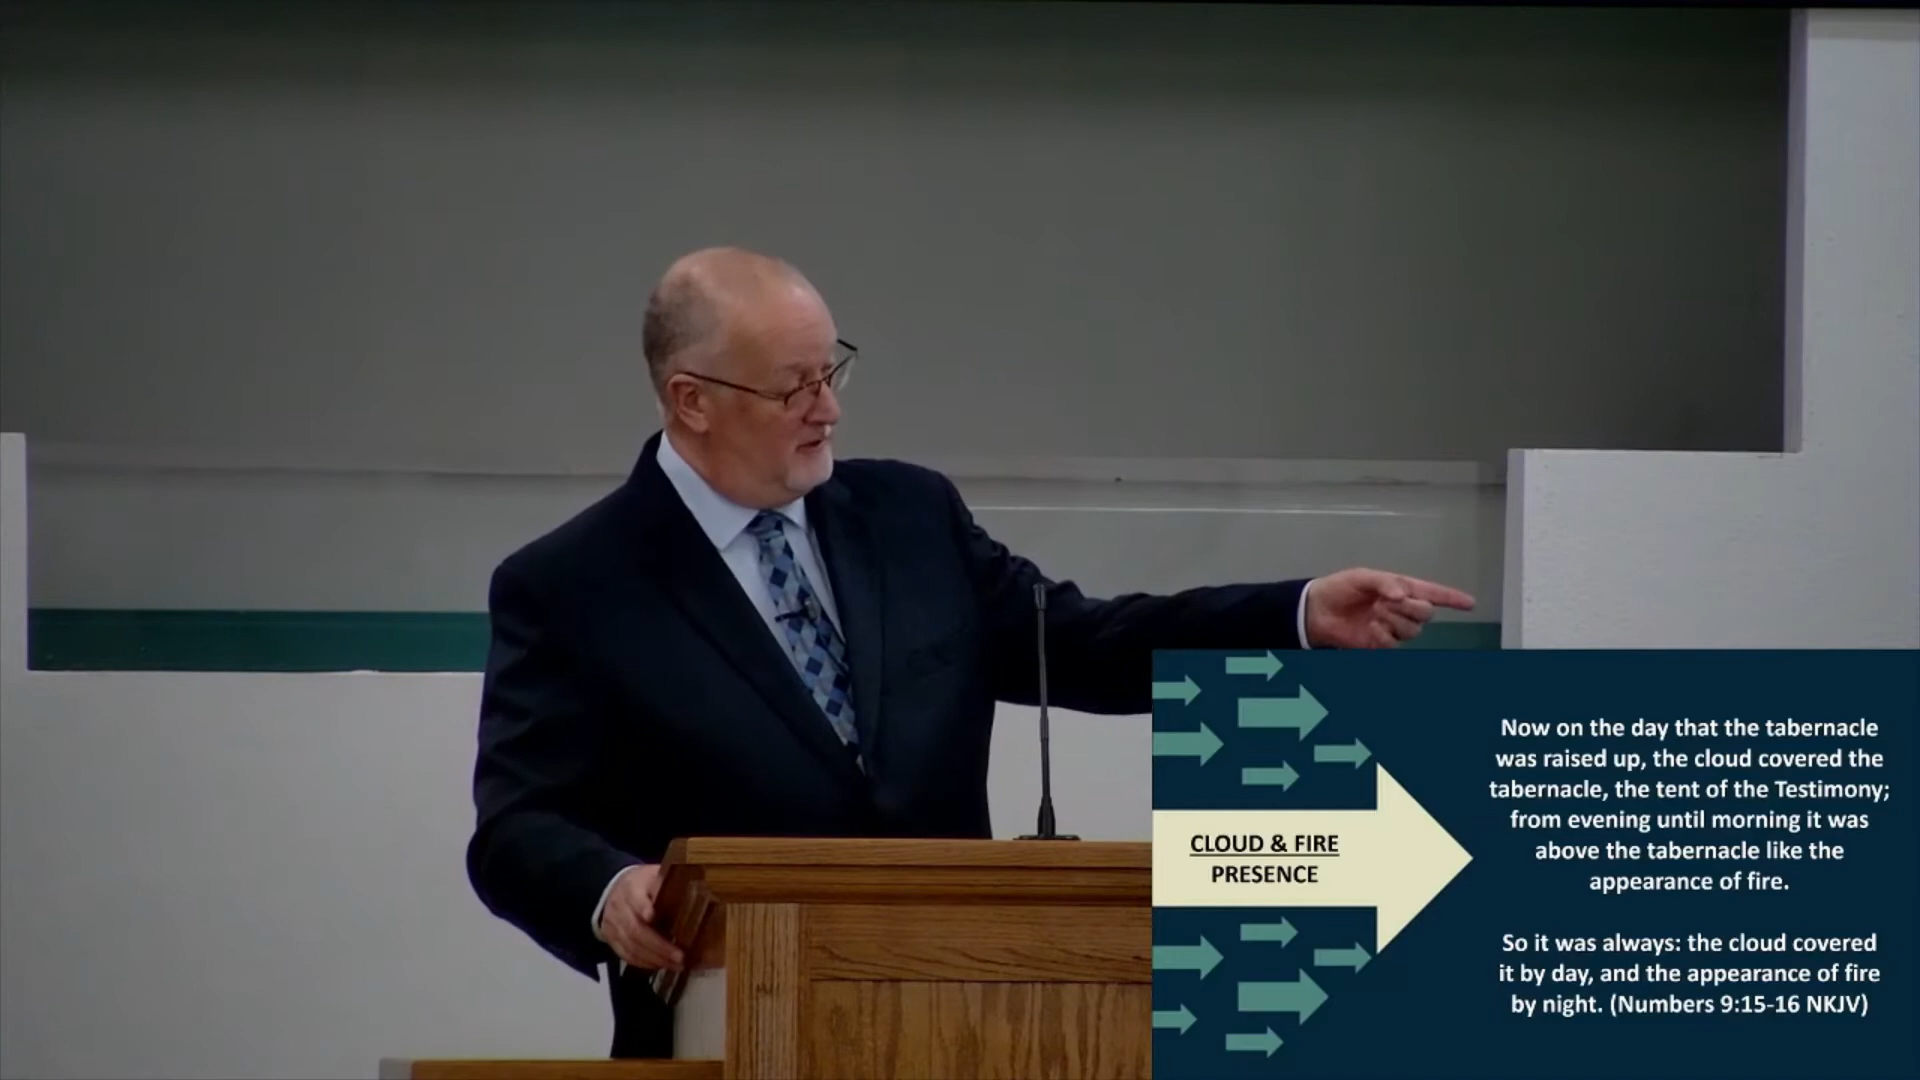 CLOUD & FIRE
PRESENCE
Now on the day that the tabernacle
was raised up, the cloud covered the
tabernacle, the tent of the Testimony;
from evening until morning it was
above the tabernacle like the
appearance of fire.
So it was always: the cloud covered
it by day, and the appearance of fire
by night. (Numbers 9:15-16 NKJV)